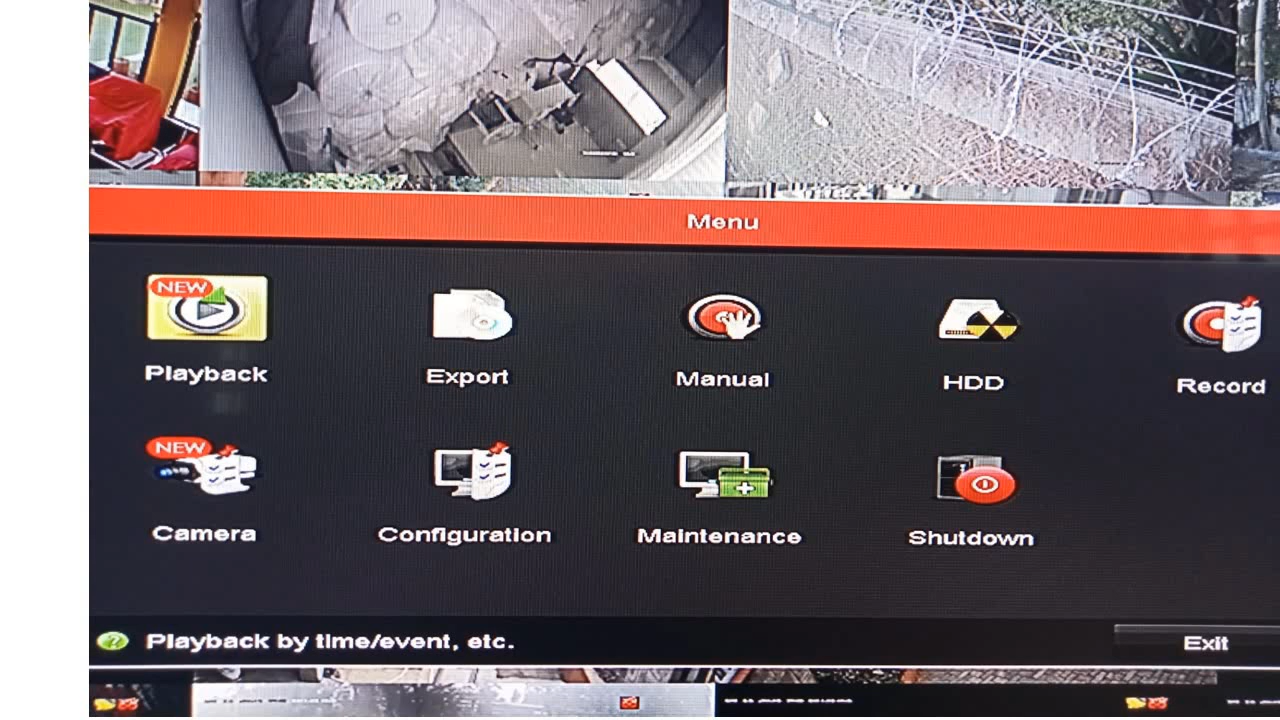 Menu
NEW
Playback
Export
Manual
HDD
Record
NEW
Camera
Configuration
Maintenance
Shutdown
? Playback by time/event, etc.
Exit